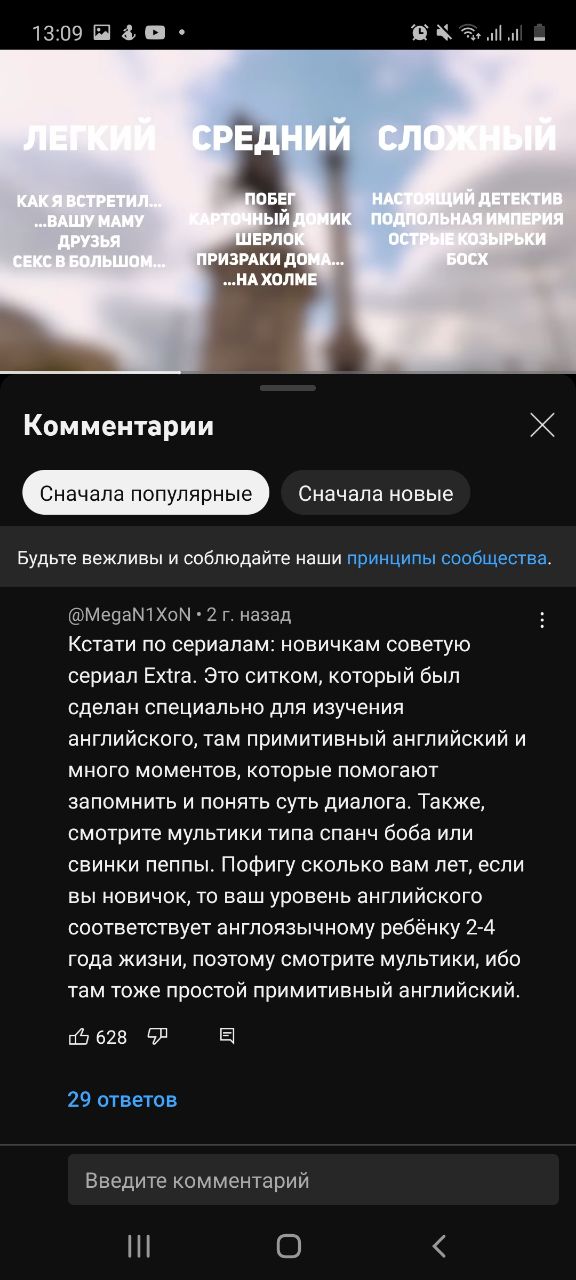 13:09
ЛЕГКИЙ
КАК Я ВСТРЕТИЛ...
...ВАШУ МАМУ
ДРУЗЬЯ
СЕКС В БОЛЬШОМ...
СРЕДНИЙ
ПОБЕГ
КАРТОЧНЫЙ ДОМИК
ШЕРЛОК
ПРИЗРАКИ ДОМА...
...НА ХОЛМЕ
СЛОЖНЫЙ
НАСТОЯЩИЙ ДЕТЕКТИВ
ПОДПОЛЬНАЯ ИМПЕРИЯ
ОСТРЫЕ КОЗЫРЬКИ
БОСХ
Комментарии
Сначала популярные
Сначала новые
Будьте вежливы и соблюдайте наши принципы сообщества.
@MegaN1XoN • 2 г. назад
Кстати по сериалам: новичкам советую
сериал Extra. Это ситком, который был
сделан специально для изучения
английского, там примитивный английский и
много моментов, которые помогают
запомнить и понять суть диалога. Также,
смотрите мультики типа спанч боба или
свинки пеппы. Пофигу сколько вам лет, если
вы новичок, то ваш уровень английского
соответствует англоязычному ребёнку 2-4
года жизни, поэтому смотрите мультики, ибо
там тоже простой примитивный английский.
628
29 ответов
Введите комментарий